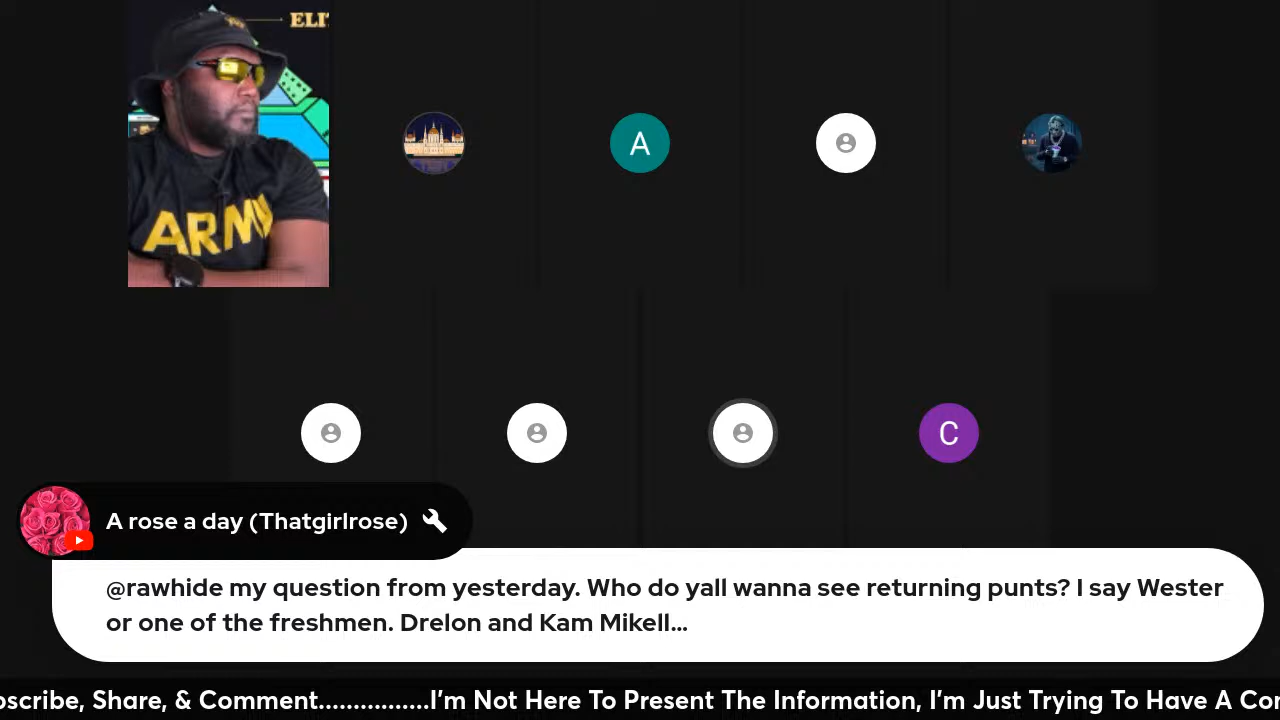 ELI
ARMY
A
C
A rose a day (Thatgirlrose)
@rawhide my question from yesterday. Who do yall wanna see returning punts? I say Wester
or one of the freshmen. Drelon and Kam Mikell...
bscribe, Share, & Comment.................I'm Not Here To Present The Information, I'm Just Trying To Have A Co